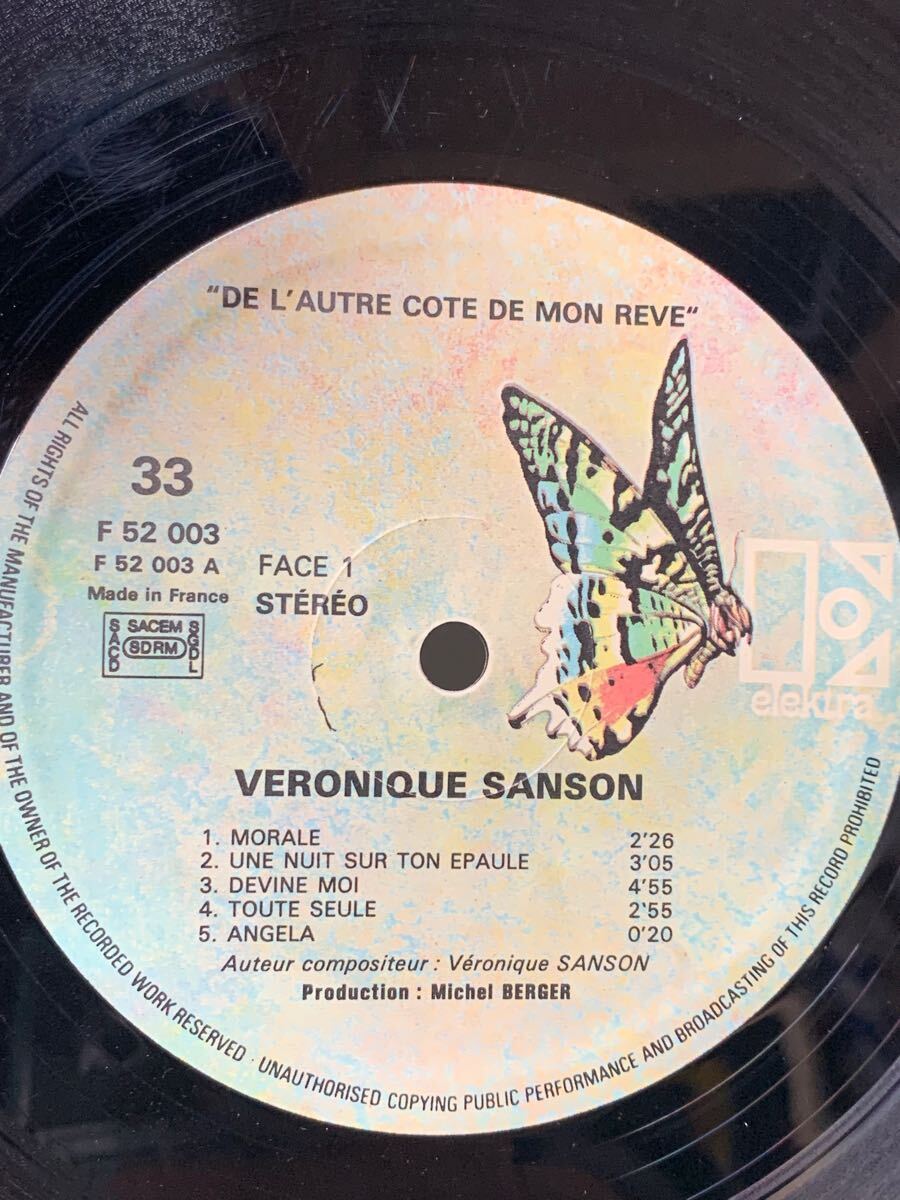 "DE L'AUTRE COTE DE MON REVE"
33
F 52 003
F 52 003 A
FACE 1
Made in France
STÉRÉO
SACEM
SACD
SDRM
SGDL
elektra
VERONIQUE SANSON
1. MORALE 2'26
2. UNE NUIT SUR TON EPAULE 3'05
3. DEVINE MOI 4'55
4. TOUTE SEULE 2'55
5. ANGELA 0'20
Auteur compositeur : Véronique SANSON
Production : Michel BERGER
ALL RIGHTS OF THE MANUFACTURER AND OF THE OWNER OF THE RECORDED WORK RESERVED · UNAUTHORISED COPYING PUBLIC PERFORMANCE AND BROADCASTING OF THIS RECORD PROHIBITED